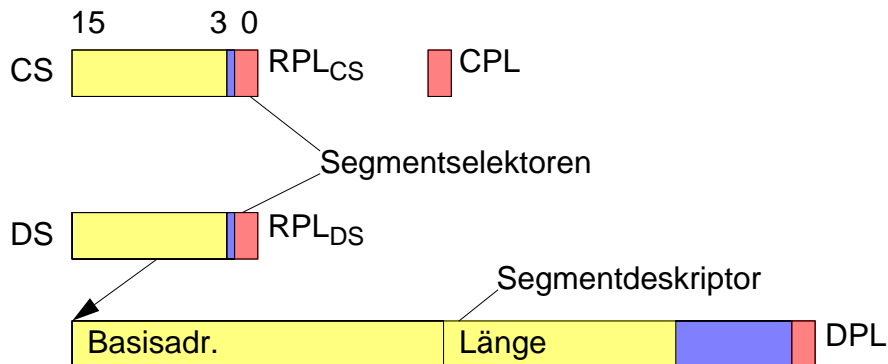 15 3 0
CS RPLCS CPL
Segmentselektoren
DS RPLDS
Segmentdeskriptor
Basisadr. Länge DPL